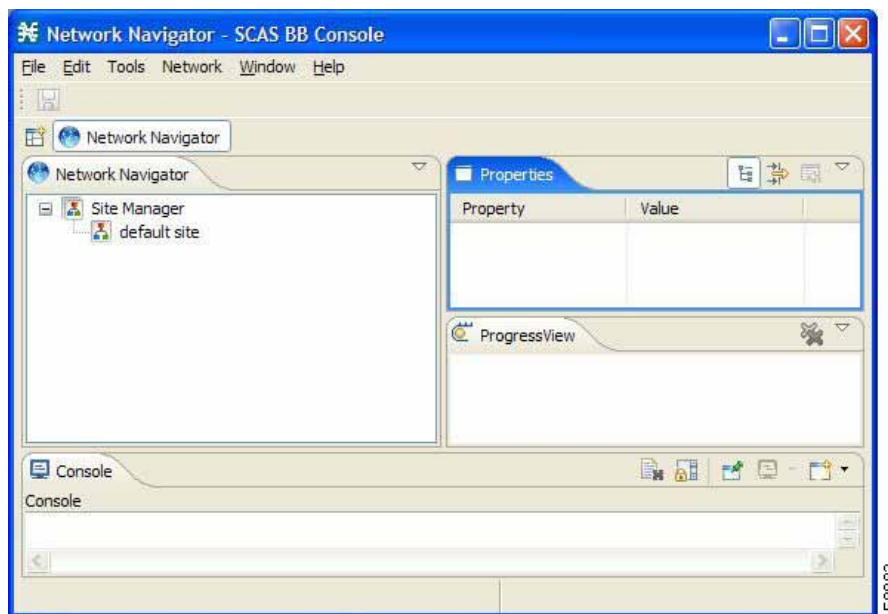 Network Navigator - SCAS BB Console
File Edit Tools Network Window Help
Network Navigator
Network Navigator
Site Manager
default site
Properties
Property Value
ProgressView
Console
Console